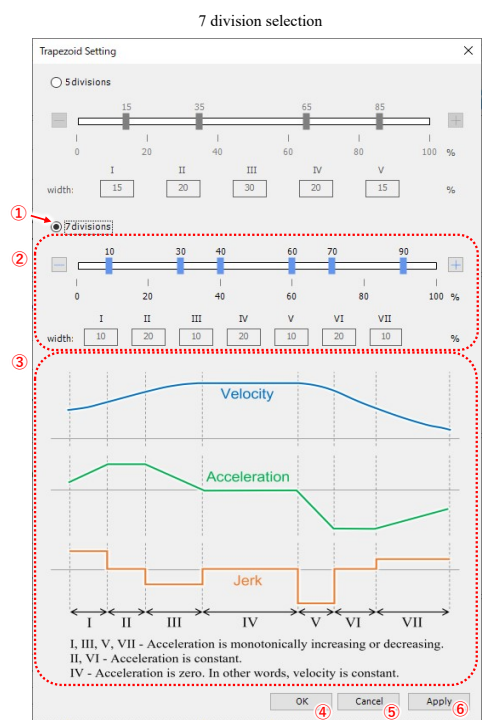 7 division selection
Trapezoid Setting
5divisions
15 35 65 85
0 20 40 60 80 100 %
I II III IV V
width: 15 20 30 20 15 %
①
7divisions
②
10 30 40 60 70 90
0 20 40 60 80 100 %
I II III IV V VI VII
width: 10 20 10 20 10 20 10 %
③
Velocity
Acceleration
Jerk
I II III IV V VI VII
I, III, V, VII - Acceleration is monotonically increasing or decreasing.
II, VI - Acceleration is constant.
IV - Acceleration is zero. In other words, velocity is constant.
OK Cancel Apply
④ ⑤ ⑥